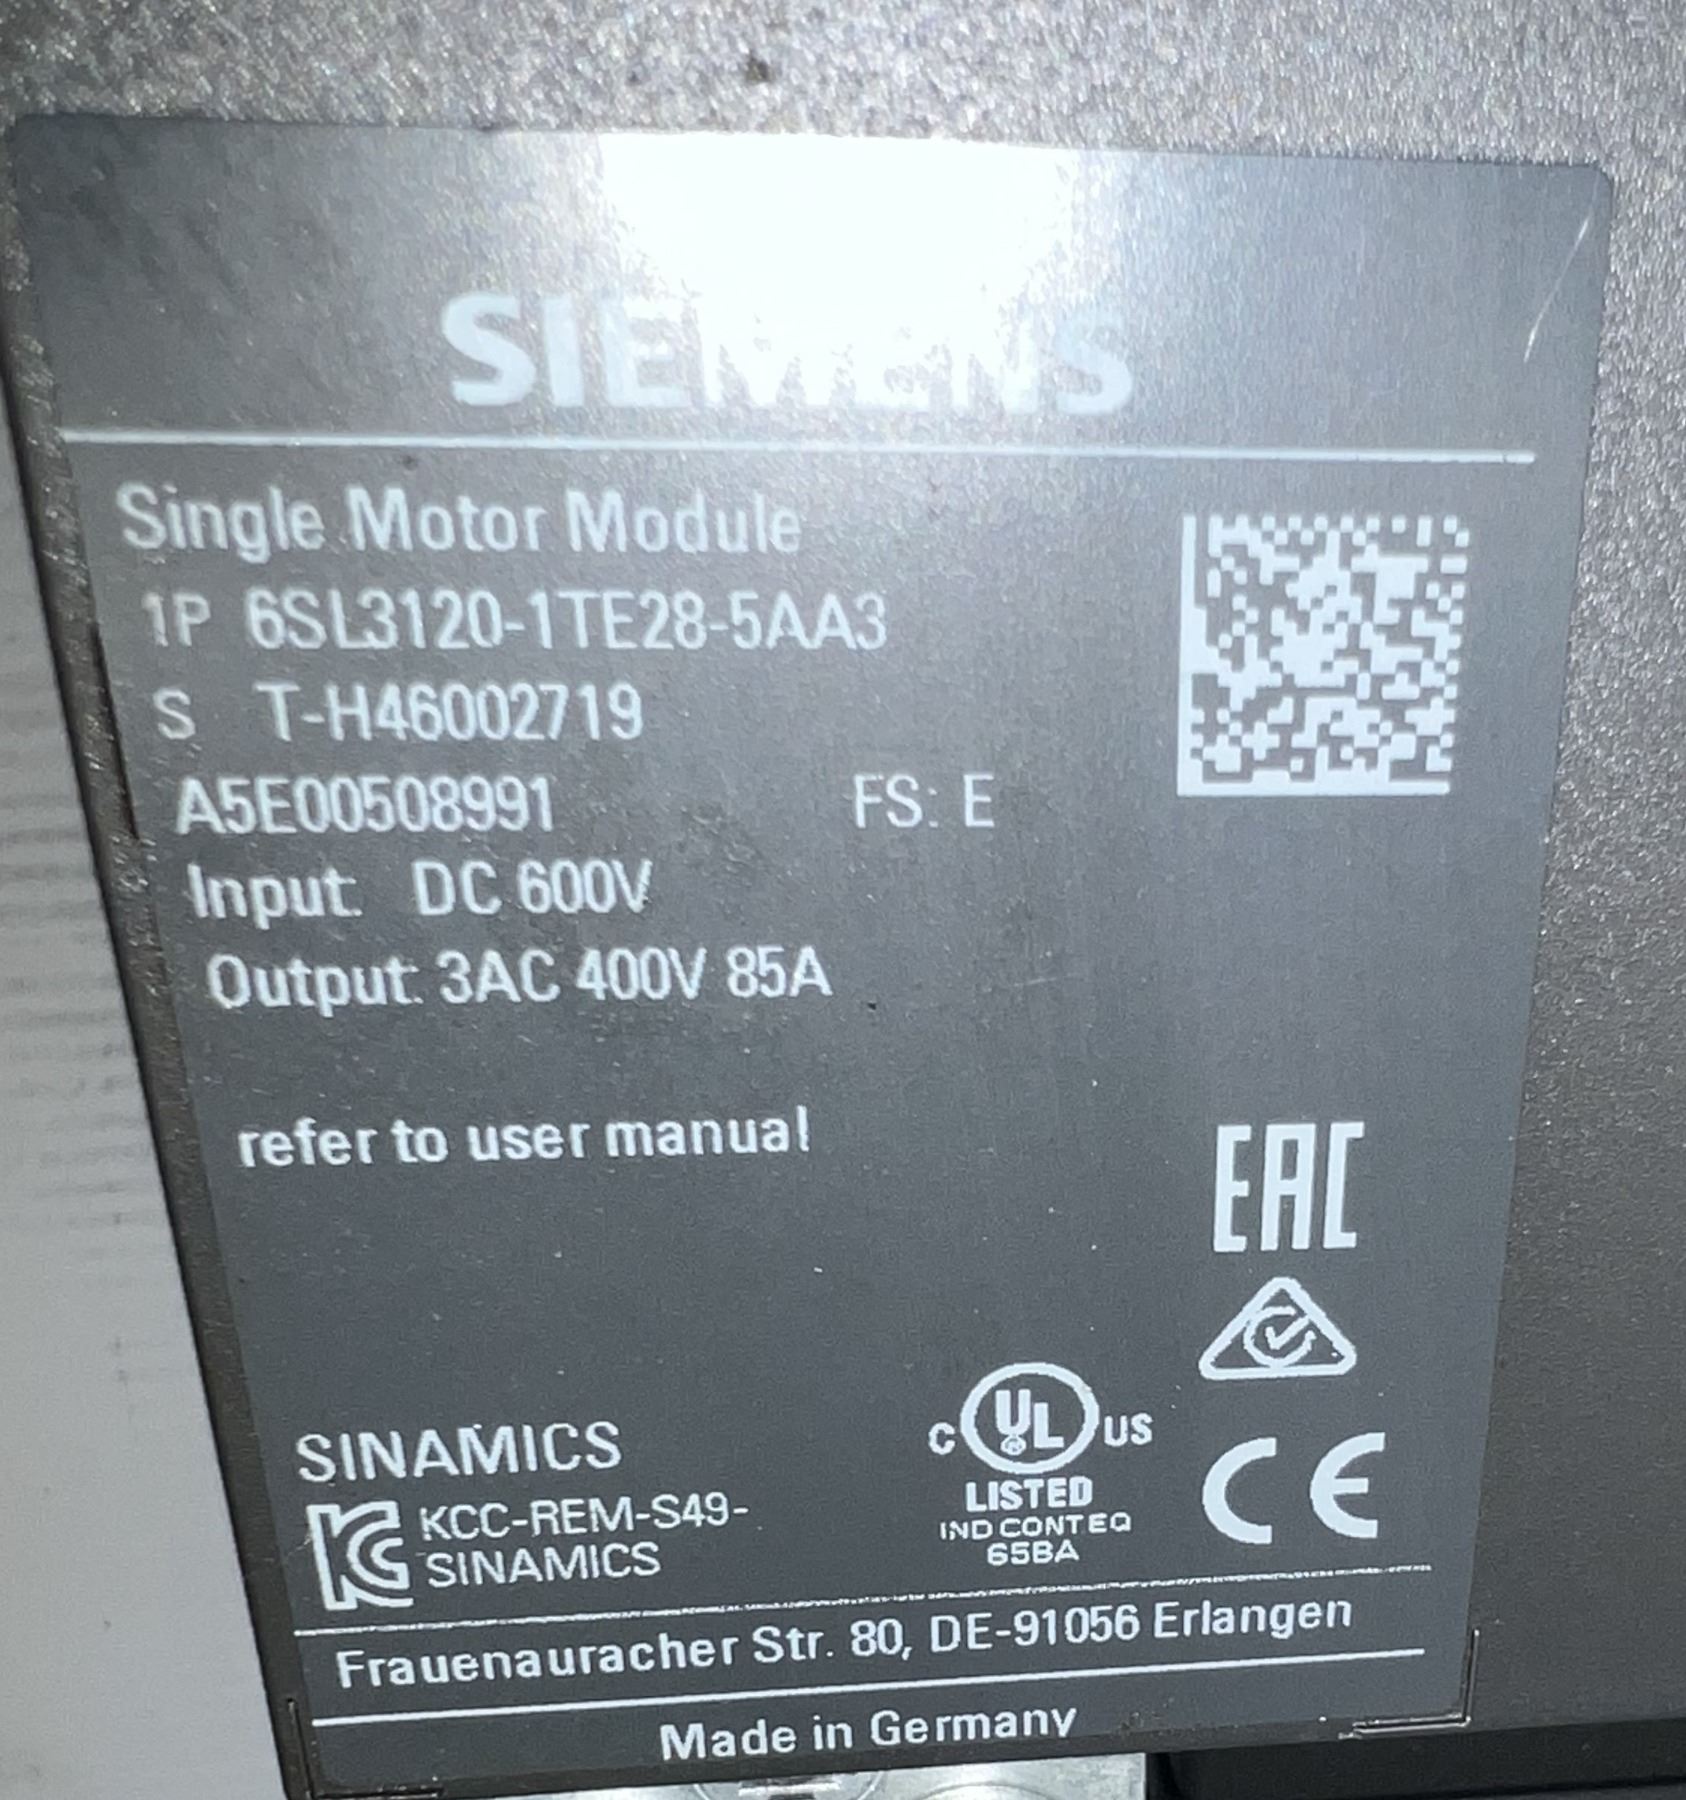 SIEMENS
Single Motor Module
1P 6SL3120-1TE28-5AA3
S T-H46002719
A5E00508991 FS: E
Input: DC 600V
Output: 3AC 400V 85A
refer to user manual
EAC
SINAMICS
KCC-REM-S49-
SINAMICS
C UL US
LISTED
IND CONT EQ
65BA
CE
Frauenauracher Str. 80, DE-91056 Erlangen
Made in Germany